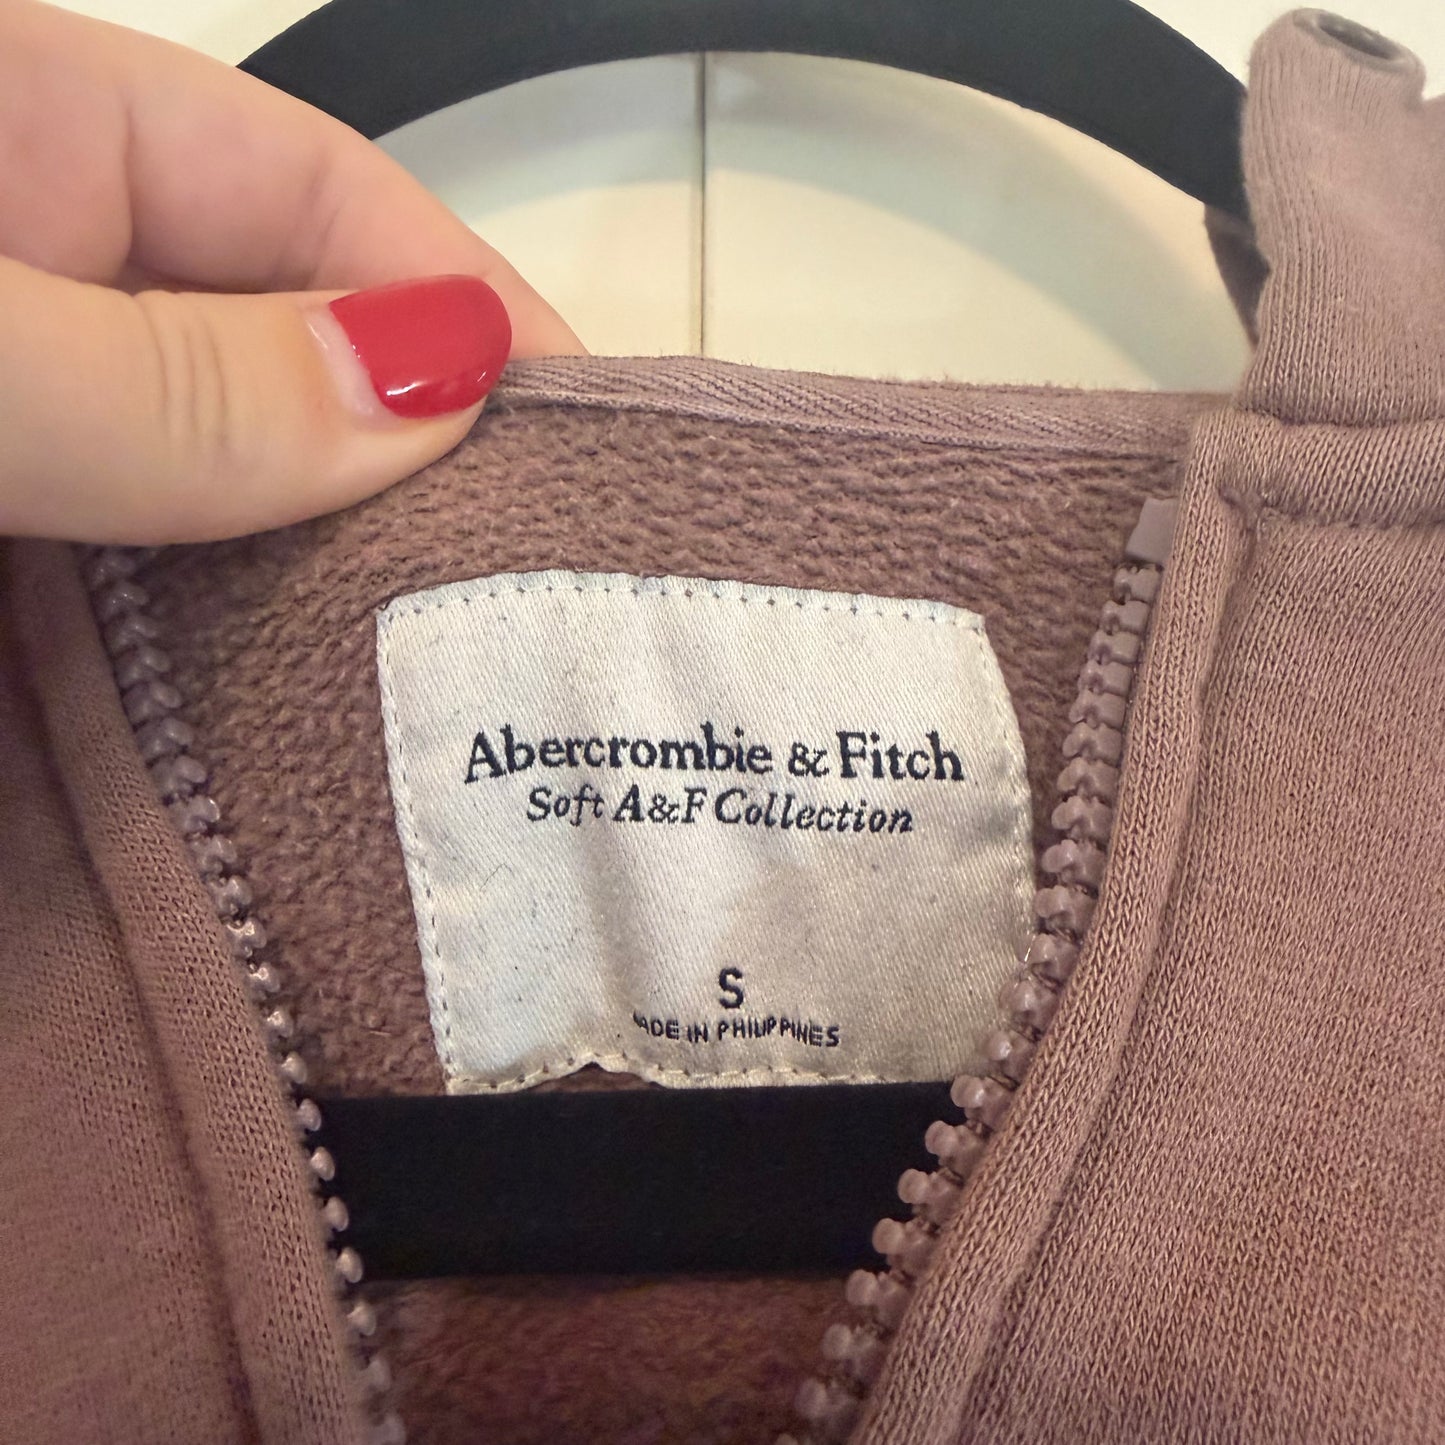 Abercrombie & Fitch
Soft A&F Collection
S
MADE IN PHILIPPINES